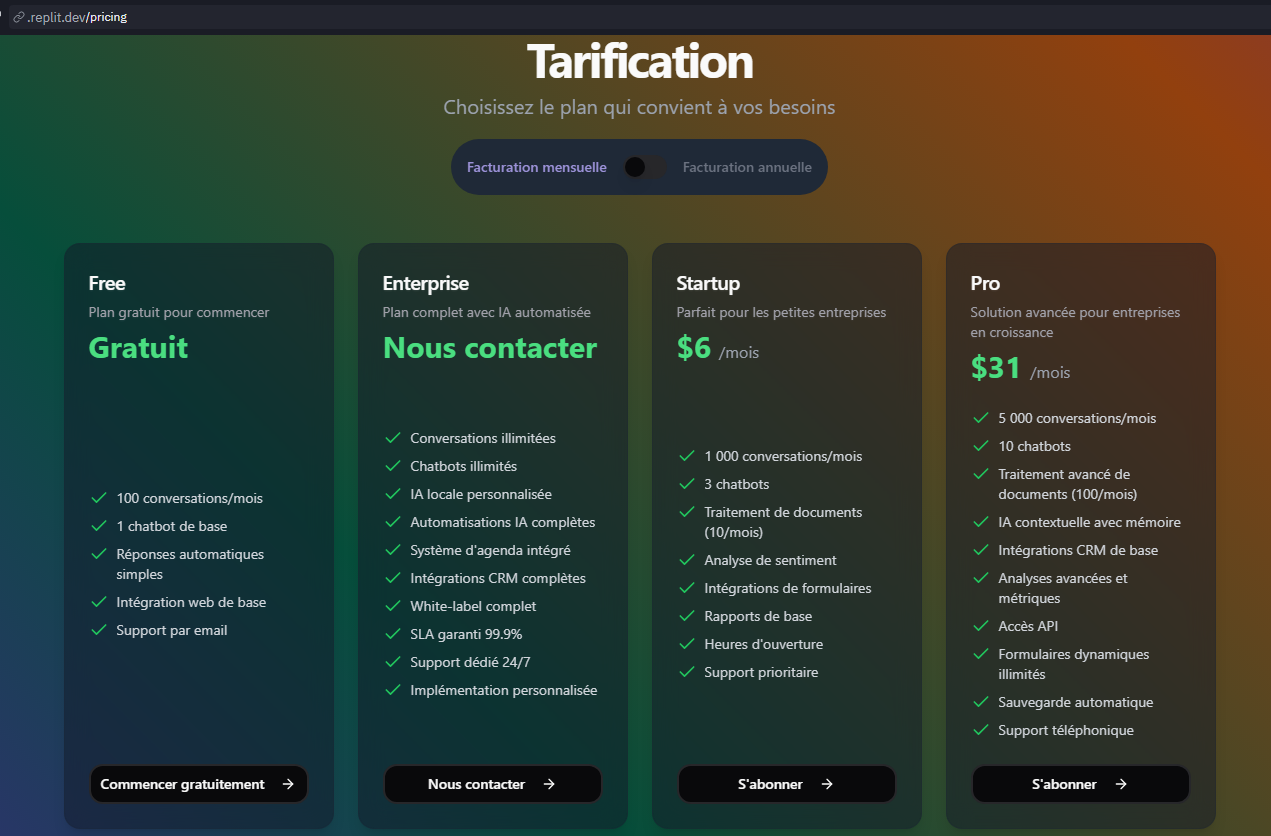 .replit.dev/pricing
Tarification
Choisissez le plan qui convient à vos besoins
Facturation mensuelle
Facturation annuelle
Free
Plan gratuit pour commencer
Gratuit
100 conversations/mois
1 chatbot de base
Réponses automatiques
simples
Intégration web de base
Support par email
Commencer gratuitement →
Enterprise
Plan complet avec IA automatisée
Nous contacter
Conversations illimitées
Chatbots illimités
IA locale personnalisée
Automatisations IA complètes
Système d'agenda intégré
Intégrations CRM complètes
White-label complet
SLA garanti 99.9%
Support dédié 24/7
Implémentation personnalisée
Nous contacter →
Startup
Parfait pour les petites entreprises
$6 /mois
1 000 conversations/mois
3 chatbots
Traitement de documents
(10/mois)
Analyse de sentiment
Intégrations de formulaires
Rapports de base
Heures d'ouverture
Support prioritaire
S'abonner →
Pro
Solution avancée pour entreprises
en croissance
$31 /mois
5 000 conversations/mois
10 chatbots
Traitement avancé de
documents (100/mois)
IA contextuelle avec mémoire
Intégrations CRM de base
Analyses avancées et
métriques
Accès API
Formulaires dynamiques
illimités
Sauvegarde automatique
Support téléphonique
S'abonner →